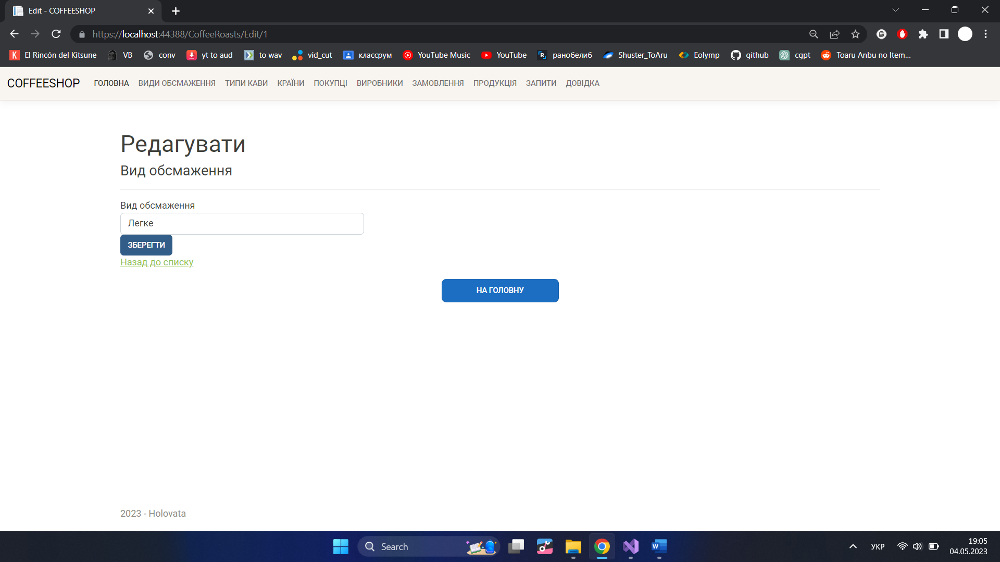 Edit - COFFEESHOP
https://localhost:44388/CoffeeRoasts/Edit/1
El Rincón del Kitsune VB conv yt to aud to wav vid_cut классрум YouTube Music YouTube ранобелиб Shuster_ToAru Eolymp github cgpt Toaru Anbu no Item...
COFFEESHOP ГОЛОВНА ВИДИ ОБСМАЖЕННЯ ТИПИ КАВИ КРАЇНИ ПОКУПЦІ ВИРОБНИКИ ЗАМОВЛЕННЯ ПРОДУКЦІЯ ЗАПИТИ ДОВІДКА
Редагувати
Вид обсмаження
Вид обсмаження
Легке
ЗБЕРЕГТИ
Назад до списку
НА ГОЛОВНУ
2023 - Holovata
Search
УКР
19:05
04.05.2023